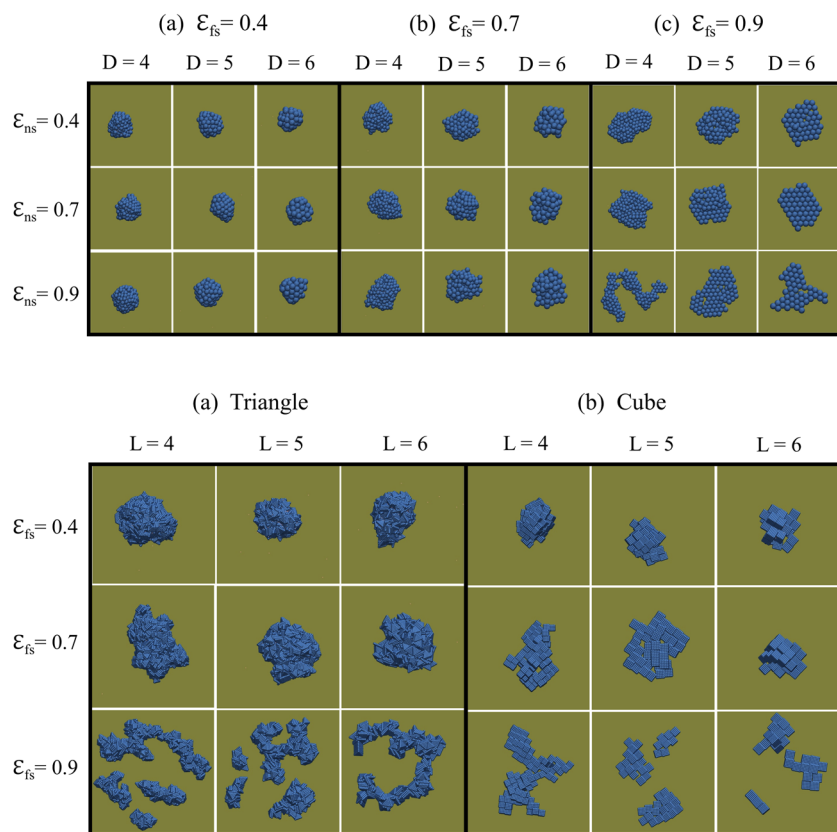 (a) Ɛfs= 0.4 (b) Ɛfs= 0.7 (c) Ɛfs= 0.9
D = 4 D = 5 D = 6 D = 4 D = 5 D = 6 D = 4 D = 5 D = 6
Ɛns= 0.4
Ɛns= 0.7
Ɛns= 0.9
(a) Triangle (b) Cube
L = 4 L = 5 L = 6 L = 4 L = 5 L = 6
Ɛfs= 0.4
Ɛfs= 0.7
Ɛfs= 0.9